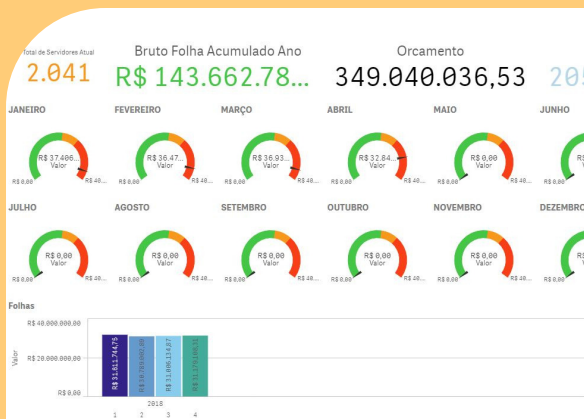 Total de Servidores Atual
2.041
Bruto Folha Acumulado Ano
R$ 143.662.78...
Orcamento
349.040.036,53
205
JANEIRO
FEVEREIRO
MARÇO
ABRIL
MAIO
JUNHO
R$ 37.406...
Valor
R$ 0,00
R$ 40...
R$ 36.47...
Valor
R$ 0,00
R$ 40...
R$ 36.93...
Valor
R$ 0,00
R$ 40...
R$ 32.84...
Valor
R$ 0,00
R$ 40...
R$ 0,00
Valor
R$ 0,00
R$ 40...
R$ 0,00
JULHO
AGOSTO
SETEMBRO
OUTUBRO
NOVEMBRO
DEZEMBRO
R$ 0,00
Valor
R$ 0,00
R$ 40...
R$ 0,00
Valor
R$ 0,00
R$ 40...
R$ 0,00
Valor
R$ 0,00
R$ 40...
R$ 0,00
Valor
R$ 0,00
R$ 40...
R$ 0,00
Valor
R$ 0,00
R$ 40...
R$ 0,00
Folhas
Valor
R$ 40.000.000,00
R$ 20.000.000,00
R$ 0,00
R$ 31.611.744,75
2018
1 2 3 4